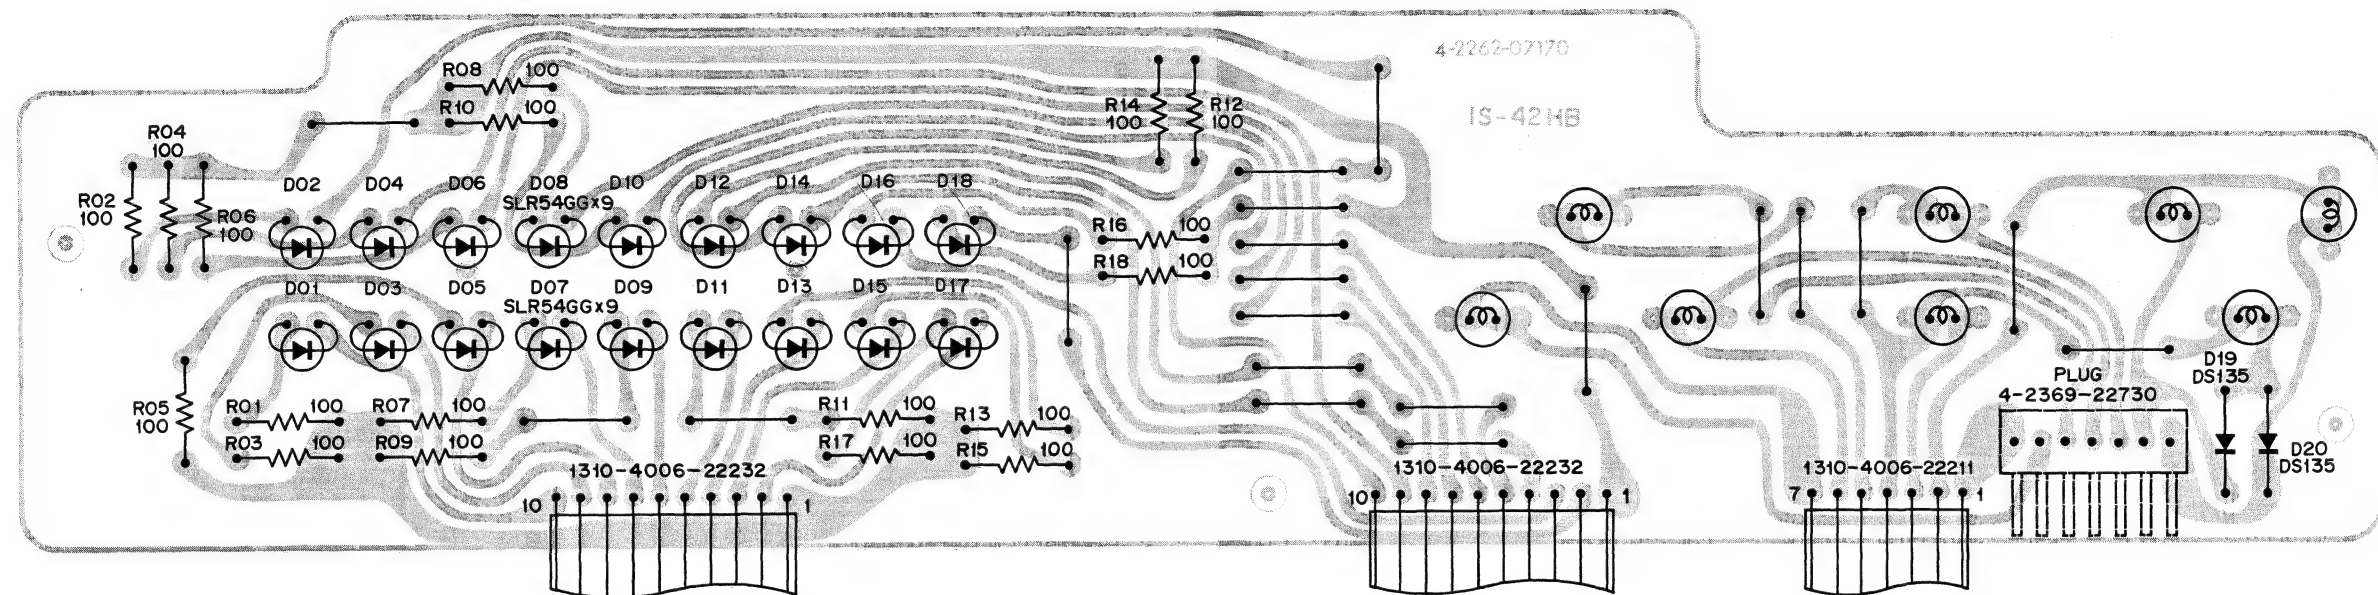 4-2262-07170
IS-42HB
R08 100
R10 100
R14 100
R12 100
R04 100
R02 100
R06 100
D02 D04 D06 D08 D10 D12 D14 D16 D18
SLR54GG×9
R16 100
R18 100
D01 D03 D05 D07 D09 D11 D13 D15 D17
SLR54GG×9
R05 100
R01 100
R07 100
R03 100
R09 100
R11 100
R13 100
R17 100
R15 100
1310-4006-22232
10 1
1310-4006-22232
10 1
1310-4006-22211
7 1
PLUG
4-2369-22730
D19
DS135
D20
DS135